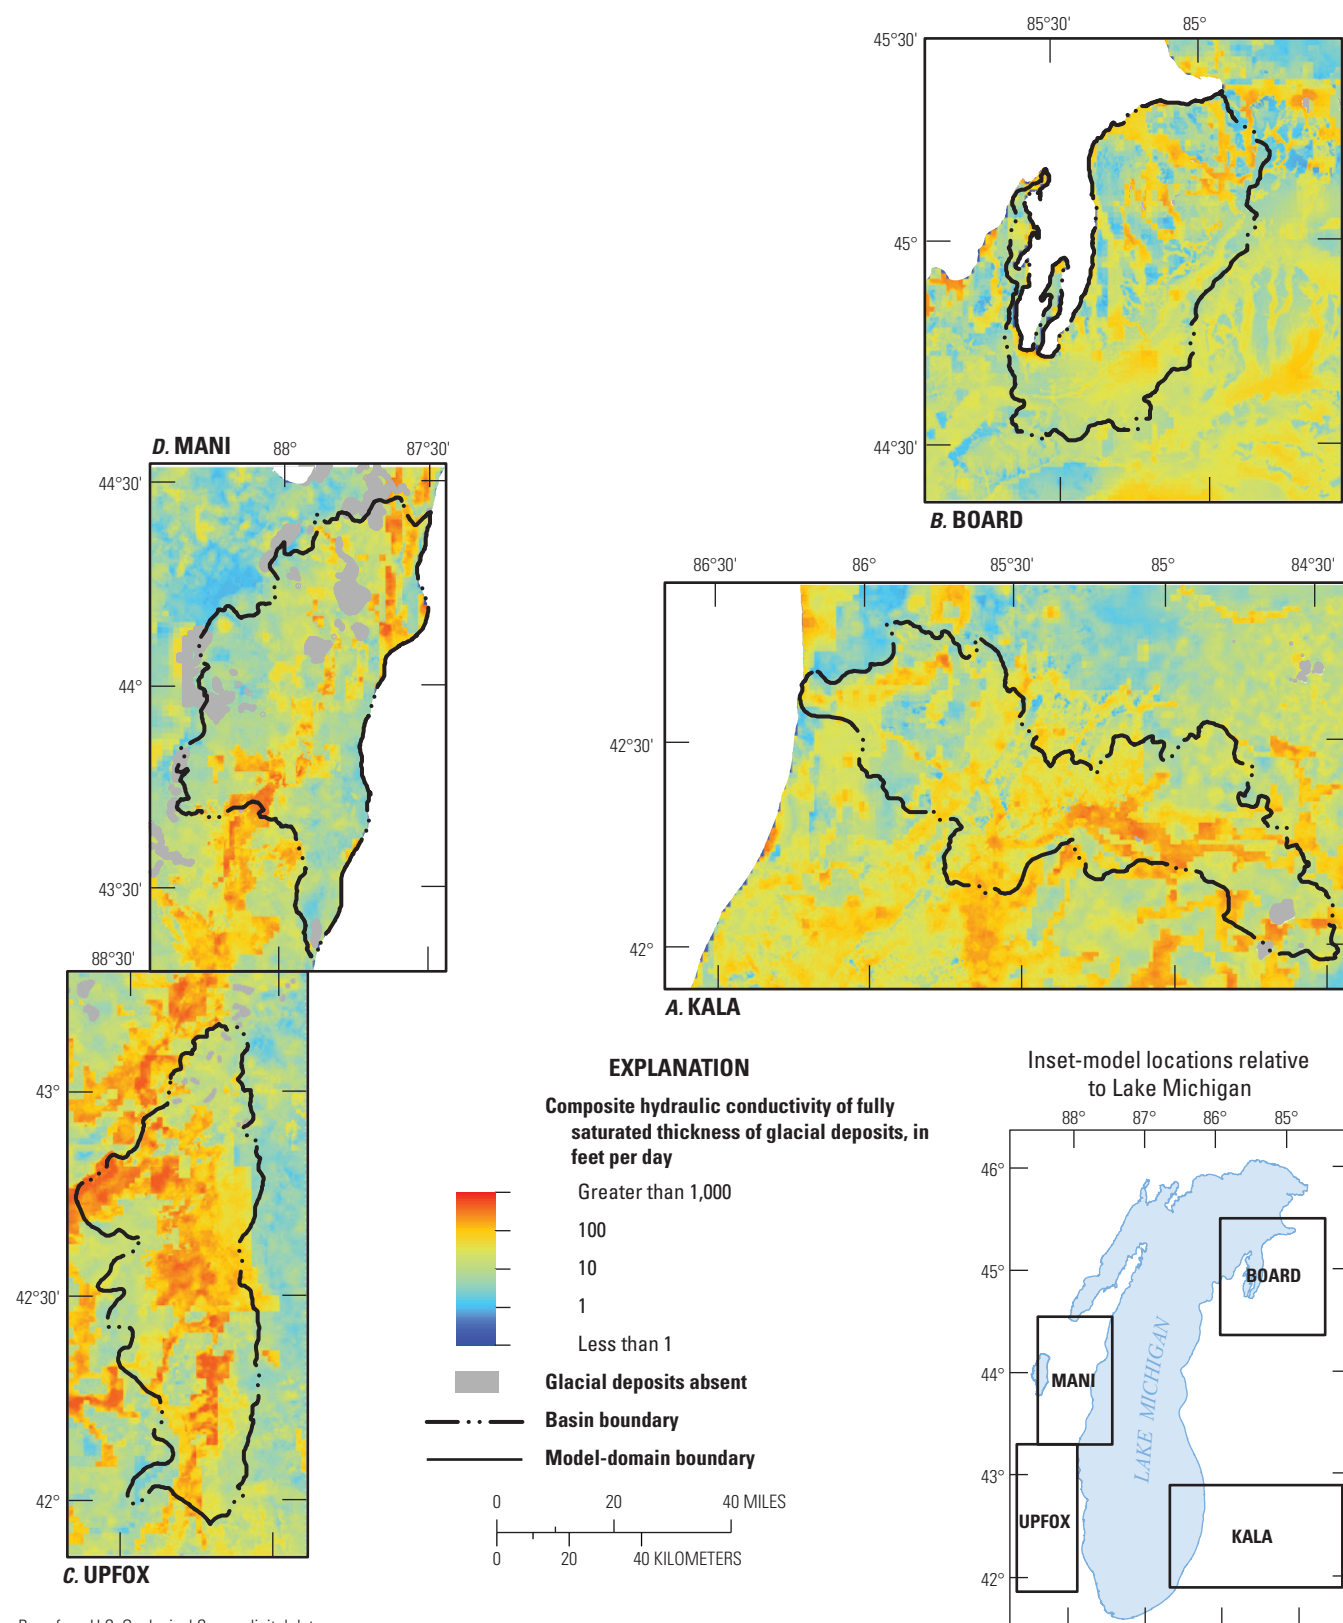 85°30' 85°
45°30'
45°
44°30'
B. BOARD
D. MANI 88° 87°30'
44°30'
44°
43°30'
86°30' 86° 85°30' 85° 84°30'
42°30'
42°
A. KALA
88°30'
43°
42°30'
42°
C. UPFOX
EXPLANATION
Composite hydraulic conductivity of fully
saturated thickness of glacial deposits, in
feet per day
Greater than 1,000
100
10
1
Less than 1
Glacial deposits absent
Basin boundary
Model-domain boundary
0 20 40 MILES
0 20 40 KILOMETERS
Inset-model locations relative
to Lake Michigan
88° 87° 86° 85°
46°
45°
44°
43°
42°
BOARD
MANI
LAKE MICHIGAN
UPFOX
KALA